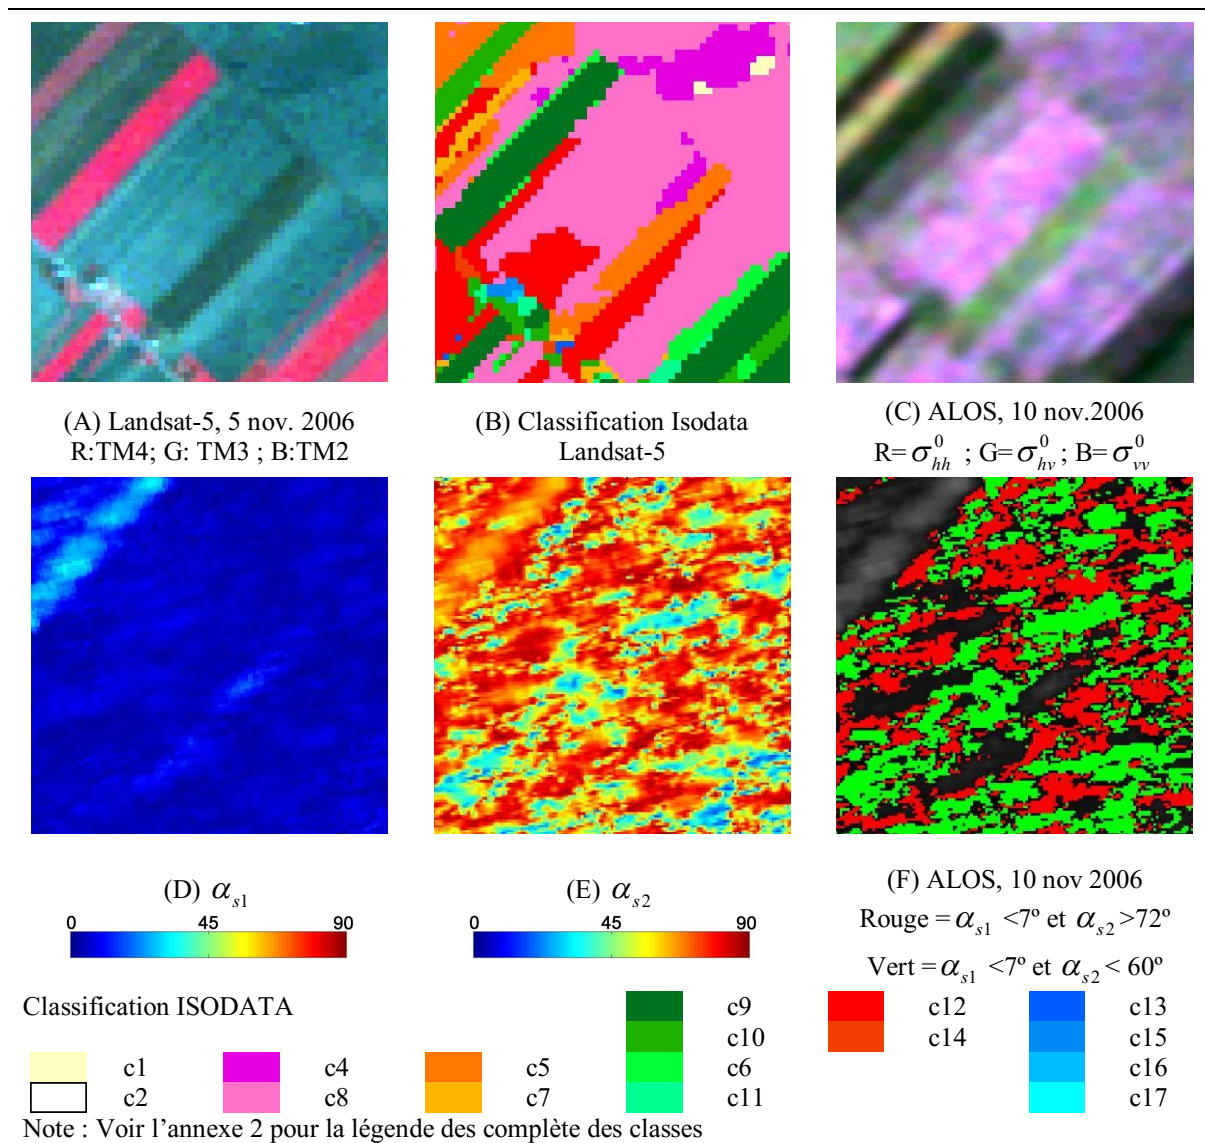 (A) Landsat-5, 5 nov. 2006
R:TM4; G: TM3 ; B:TM2
(B) Classification Isodata
Landsat-5
(C) ALOS, 10 nov.2006
R= σ⁰hh ; G= σ⁰hv ; B= σ⁰vv
(D) αs1
0 45 90
(E) αs2
0 45 90
(F) ALOS, 10 nov 2006
Rouge = αs1 <7º et αs2 >72º
Vert = αs1 <7º et αs2 < 60º
Classification ISODATA
c1
c2
c4
c8
c5
c7
c9
c10
c6
c11
c12
c14
c13
c15
c16
c17
Note : Voir l’annexe 2 pour la légende des complète des classes